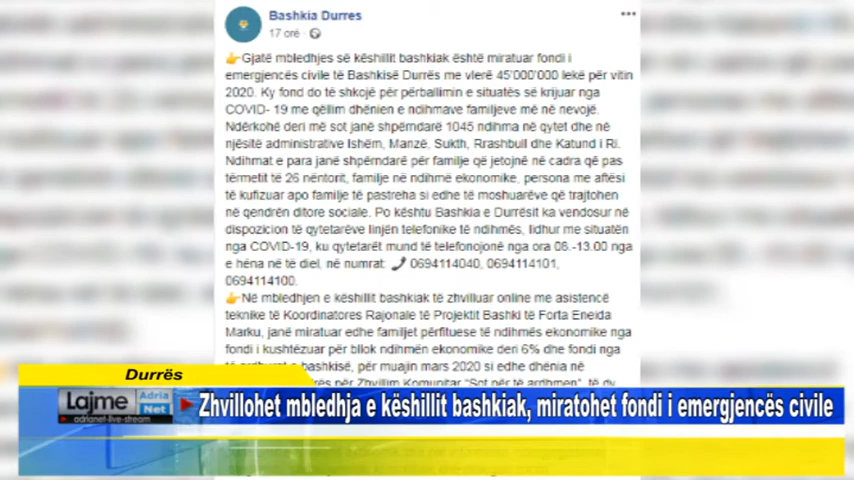 Bashkia Durres
17 orë
👉Gjatë mbledhjes së këshillit bashkiak është miratuar fondi i
emergjencës civile të Bashkisë Durrës me vlerë 45'000'000 lekë për vitin
2020. Ky fond do të shkojë për përballimin e situatës së krijuar nga
COVID- 19 me qëllim dhënien e ndihmave familjeve më në nevojë.
Ndërkohë deri më sot janë shpërndarë 1045 ndihma në qytet dhe në
njësitë administrative Ishëm, Manzë, Sukth, Rrashbull dhe Katund i Ri.
Ndihmat e para janë shpërndarë për familje që jetojnë në çadra që pas
tërmetit të 26 nëntorit, familje në ndihmë ekonomike, persona me aftësi
të kufizuar apo familje të pastreha si edhe të moshuarëve që trajtohen
në qendrën ditore sociale. Po kështu Bashkia e Durrësit ka vendosur në
dispozicion të qytetarëve linjën telefonike të ndihmës, lidhur me situatën
nga COVID-19, ku qytetarët mund të telefonojonë nga ora 08.-13.00 nga
e hëna në të diel, në numrat: 📞 0694114040, 0694114101,
0694114100.
👉Në mbledhjen e këshillit bashkiak të zhvilluar online me asistencë
teknike të Koordinatores Rajonale të Projektit Bashki të Forta Eneida
Marku, janë miratuar edhe familjet përfituese të ndihmës ekonomike nga
fondi i kushtëzuar për bllok ndihmën ekonomike deri 6% dhe fondi nga
bashkisë, për muajin mars 2020 si edhe dhënia në
për Zhvillim Komunitar "Sot për të ardhmen", të dy
Durrës
Lajme
Adria
Net
adrianet-live-stream
Zhvillohet mbledhja e këshillit bashkiak, miratohet fondi i emergjencës civile